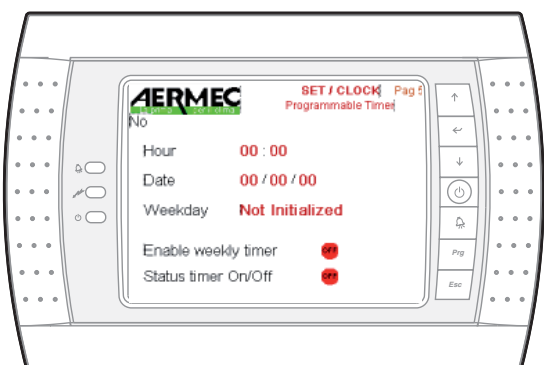 AERMEC
SET / CLOCK Pag 5
Programmable Timer
No
Hour 00 : 00
Date 00 / 00 / 00
Weekday Not Initialized
Enable weekly timer OFF
Status timer On/Off OFF
Prg
Esc